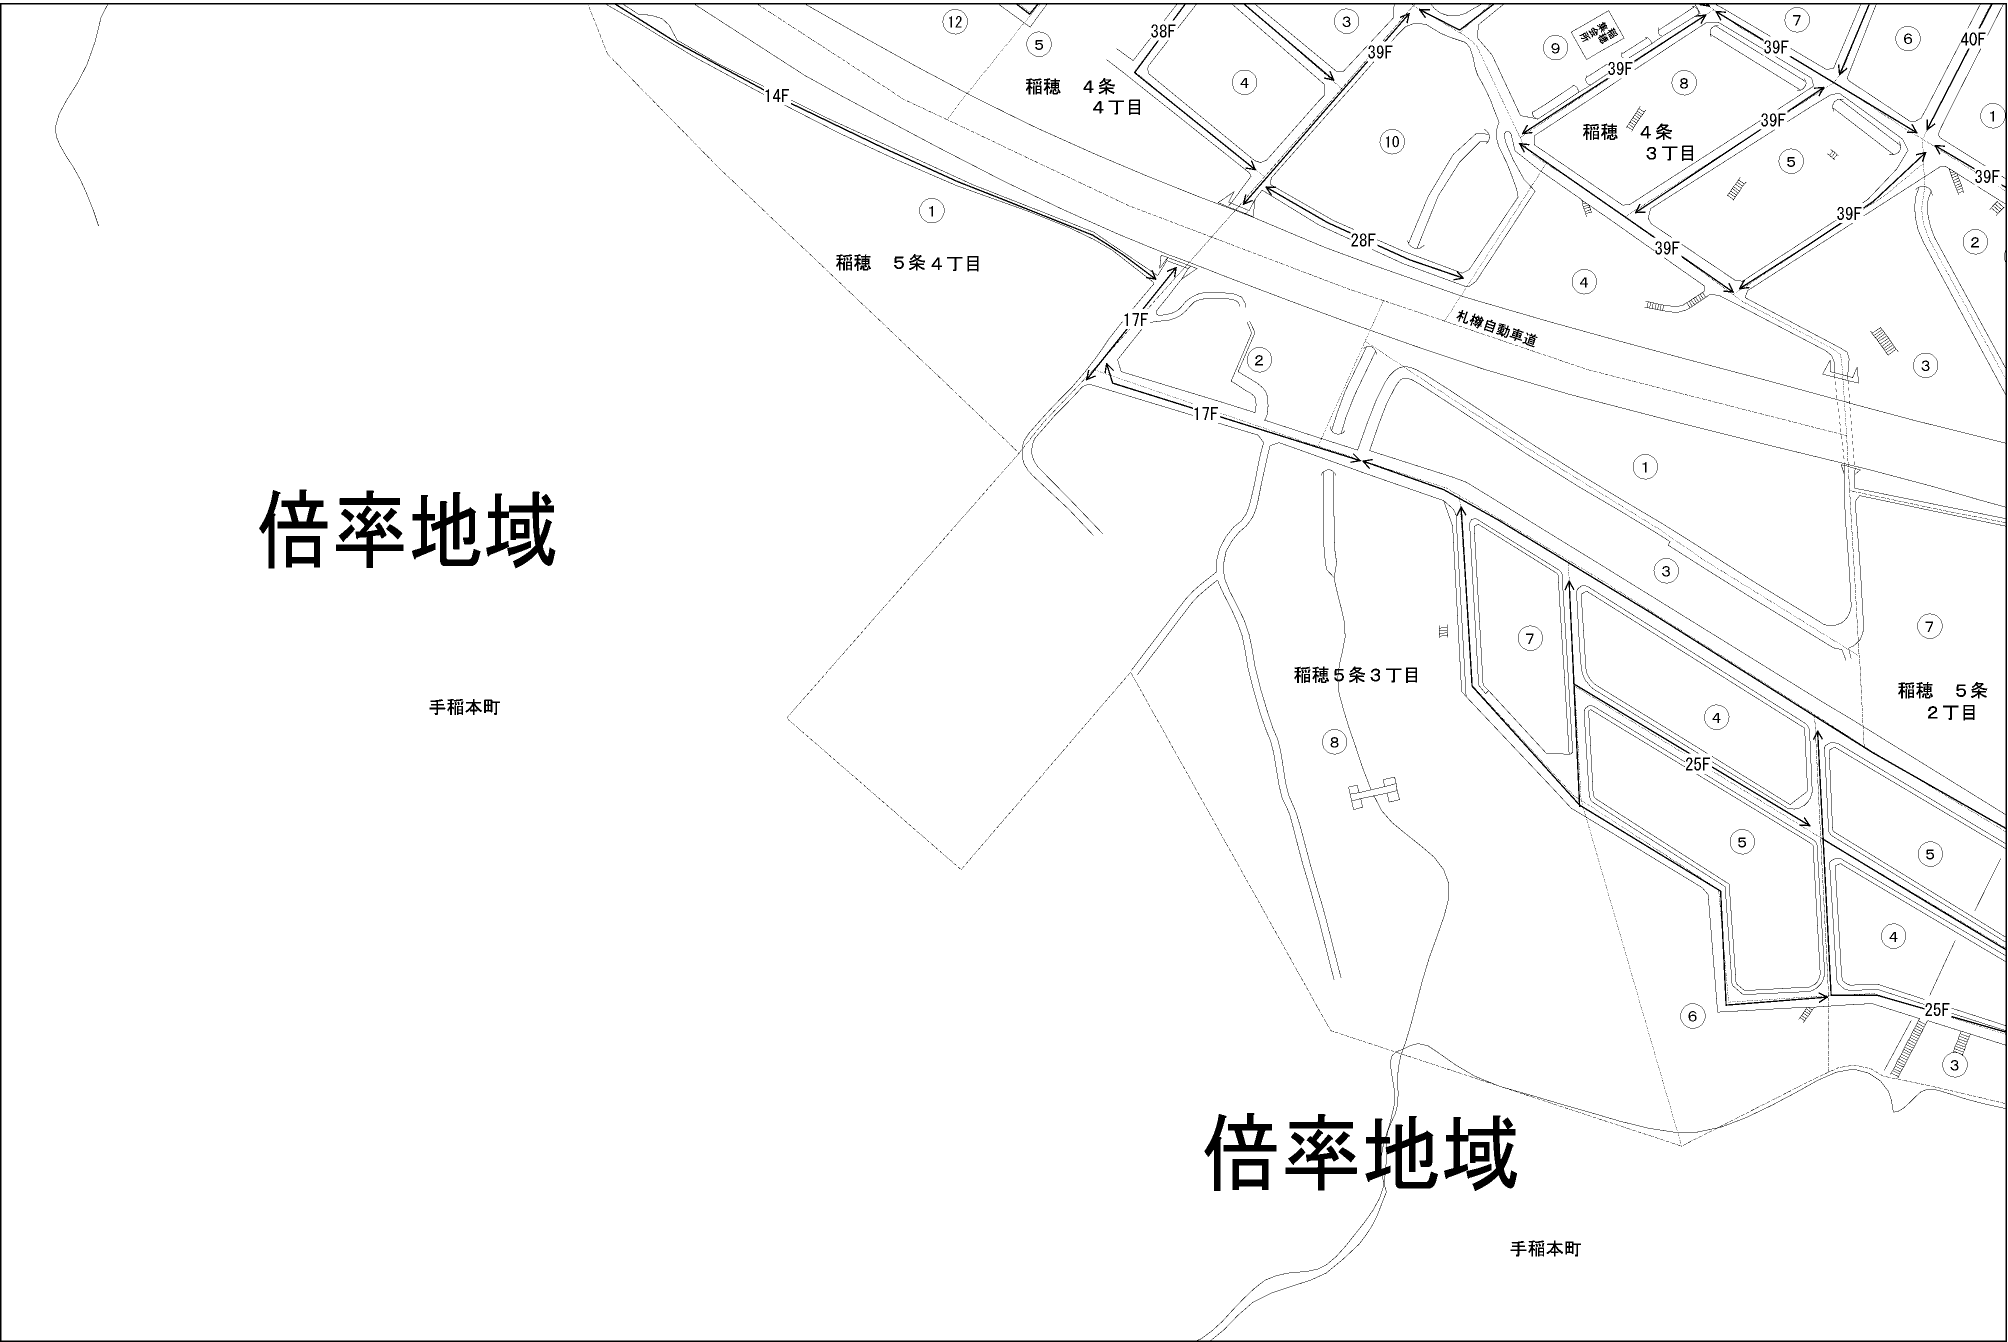 ⑫
⑤
38F
③
39F
⑨
稲穂
集会所
39F
39F
⑦
⑥
40F
稲穂　４条
４丁目
④
⑧
①
14F
⑩
稲穂　４条
３丁目
39F
⑤
39F
①
稲穂　５条４丁目
28F
39F
39F
②
④
17F
札樽自動車道
②
③
17F
①
倍率地域
③
⑦
⑦
稲穂５条３丁目
稲穂　５条
２丁目
手稲本町
⑧
④
25F
⑤
⑤
④
⑥
25F
③
倍率地域
手稲本町